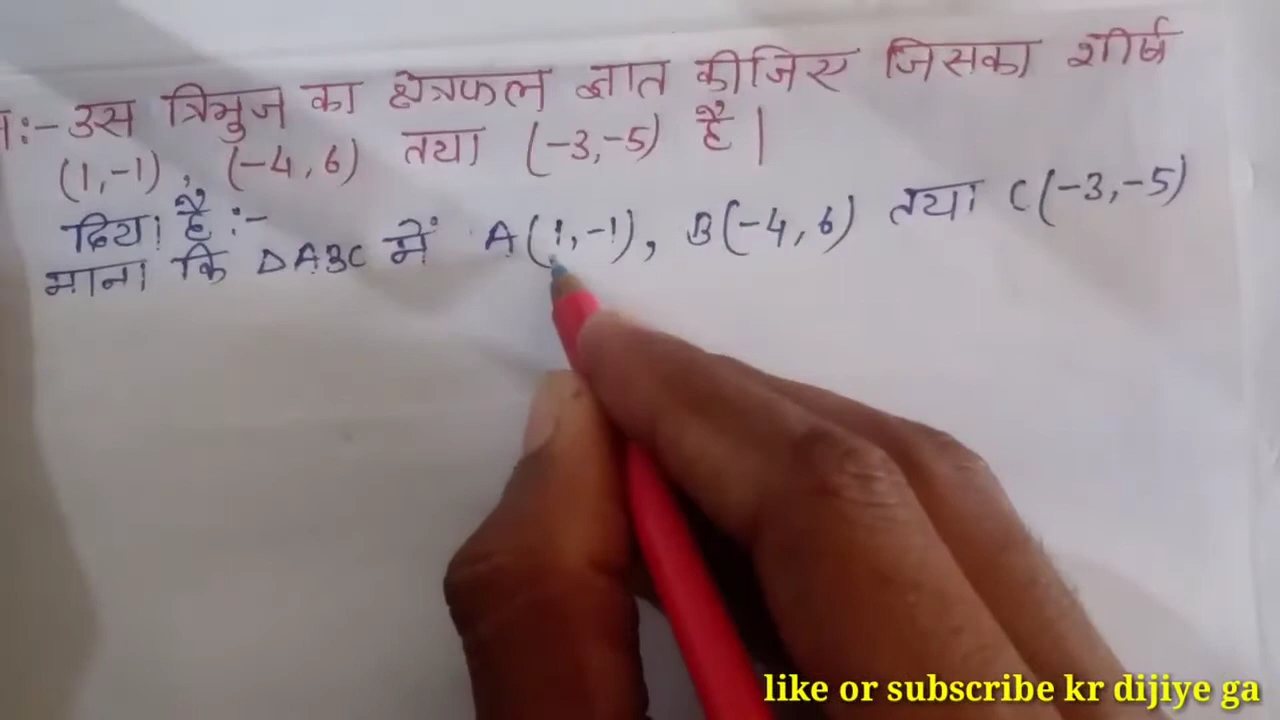 न:- उस त्रिभुज का क्षेत्रफल ज्ञात कीजिए जिसका शीर्ष
(1,-1), (-4,6) तथा (-3,-5) है।
दिया है:-
माना कि ΔABC में A(1,-1), B(-4,6) तथा C(-3,-5)
like or subscribe kr dijiye ga